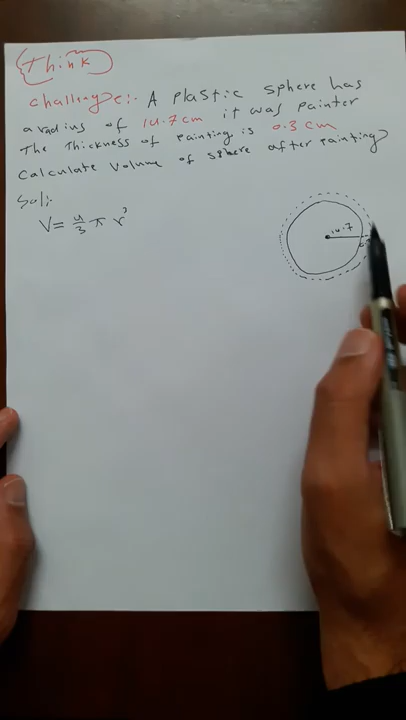 Think
Challenge:- A Plastic sphere has
a radius of 14.7 cm it was painter
The Thickness of painting is 0.3 cm
Calculate Volume of sphere after painting?
Sol:
V = 4/3 π r³
14.7